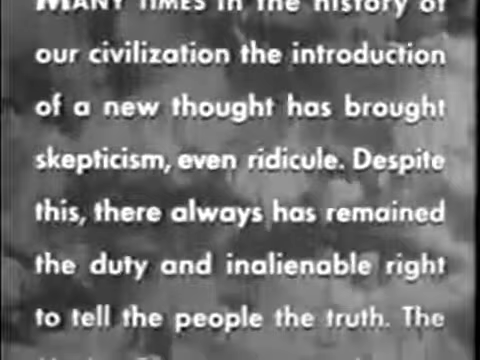 MANY TIMES in the history of
our civilization the introduction
of a new thought has brought
skepticism, even ridicule. Despite
this, there always has remained
the duty and inalienable right
to tell the people the truth. The